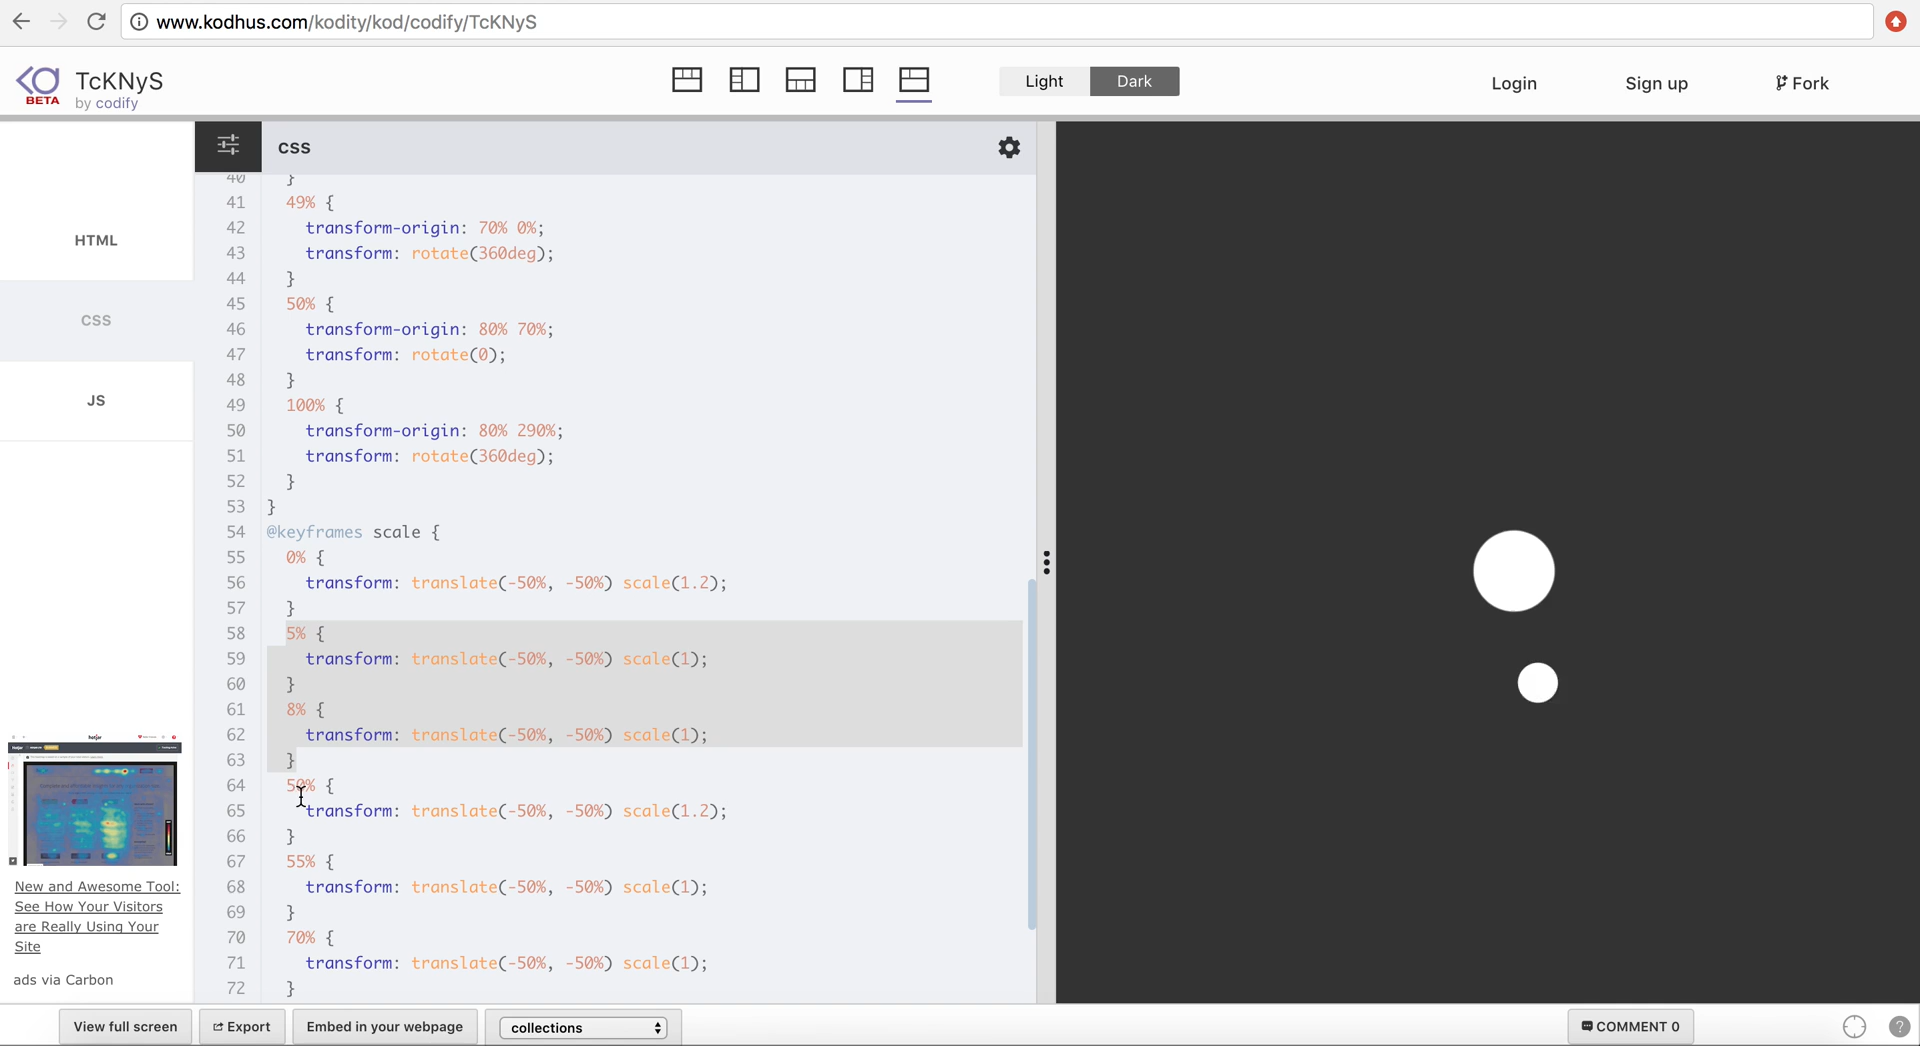 www.kodhus.com/kodity/kod/codify/TcKNyS
BETA
TcKNyS
by codify
Light
Dark
Login
Sign up
Fork
CSS
HTML
CSS
JS
40 }
41 49% {
42 transform-origin: 70% 0%;
43 transform: rotate(360deg);
44 }
45 50% {
46 transform-origin: 80% 70%;
47 transform: rotate(0);
48 }
49 100% {
50 transform-origin: 80% 290%;
51 transform: rotate(360deg);
52 }
53 }
54 @keyframes scale {
55 0% {
56 transform: translate(-50%, -50%) scale(1.2);
57 }
58 5% {
59 transform: translate(-50%, -50%) scale(1);
60 }
61 8% {
62 transform: translate(-50%, -50%) scale(1);
63 }
64 50% {
65 transform: translate(-50%, -50%) scale(1.2);
66 }
67 55% {
68 transform: translate(-50%, -50%) scale(1);
69 }
70 70% {
71 transform: translate(-50%, -50%) scale(1);
72 }
hotjar
New and Awesome Tool:
See How Your Visitors
are Really Using Your
Site
ads via Carbon
View full screen
Export
Embed in your webpage
collections
COMMENT 0
?